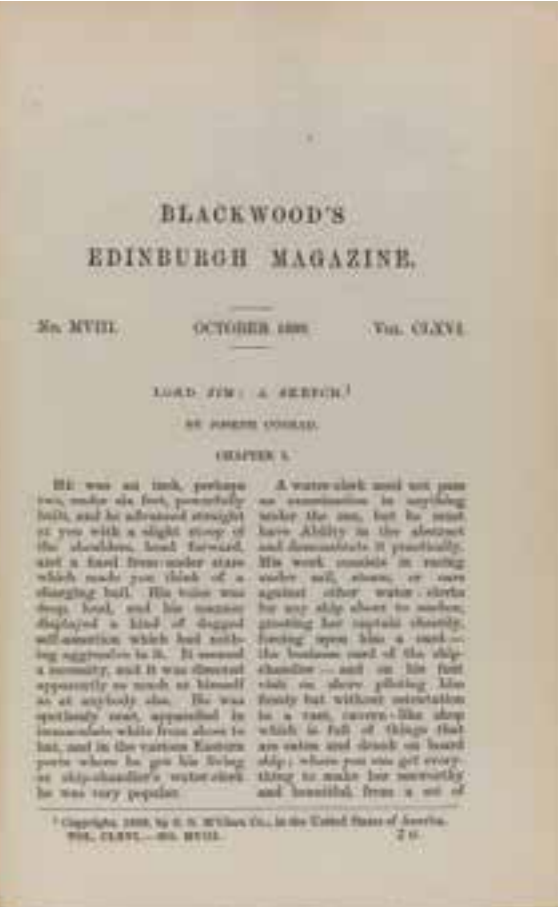 BLACKWOOD'S
EDINBURGH MAGAZINE.
No. MVIII. OCTOBER 1899. VOL. CLXVI.
LORD JIM: A SKETCH.¹
BY JOSEPH CONRAD.
CHAPTER I.
HE was an inch, perhaps
two, under six feet, powerfully
built, and he advanced straight
at you with a slight stoop of
the shoulders, head forward,
and a fixed from-under stare
which made you think of a
charging bull. His voice was
deep, loud, and his manner
displayed a kind of dogged
self-assertion which had noth-
ing aggressive in it. It seemed
a necessity, and it was directed
apparently as much at himself
as at anybody else. He was
spotlessly neat, apparelled in
immaculate white from shoes to
hat, and in the various Eastern
ports where he got his living
as ship-chandler's water-clerk
he was very popular.
A water-clerk need not pass
an examination in anything
under the sun, but he must
have Ability in the abstract
and demonstrate it practically.
His work consists in racing
under sail, steam, or oars
against other water-clerks
for any ship about to anchor,
greeting her captain cheerily,
forcing upon him a card—
the business card of the ship-
chandler—and on his first
visit on shore piloting him
firmly but without ostentation
to a vast, cavern-like shop
which is full of things that
are eaten and drunk on board
ship; where you can get every-
thing to make her seaworthy
and beautiful, from a set of
¹ Copyright, 1899, by S. S. M'Clure Co., in the United States of America.
VOL. CLXVI.—NO. MVIII.